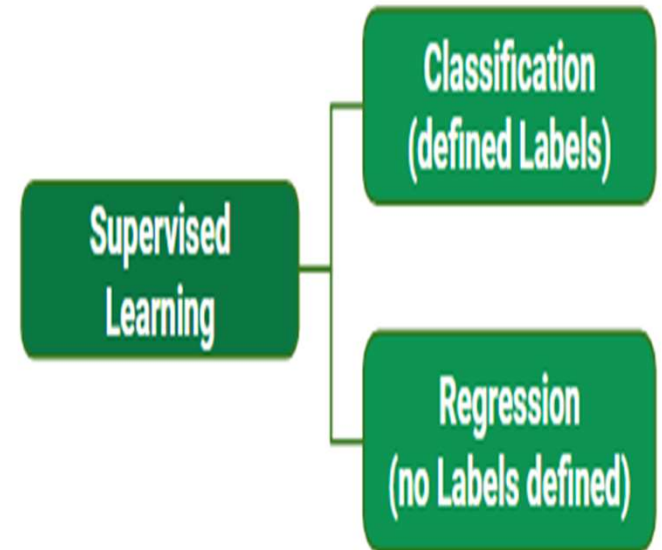 Supervised
Learning
Classification
(defined Labels)
Regression
(no Labels defined)